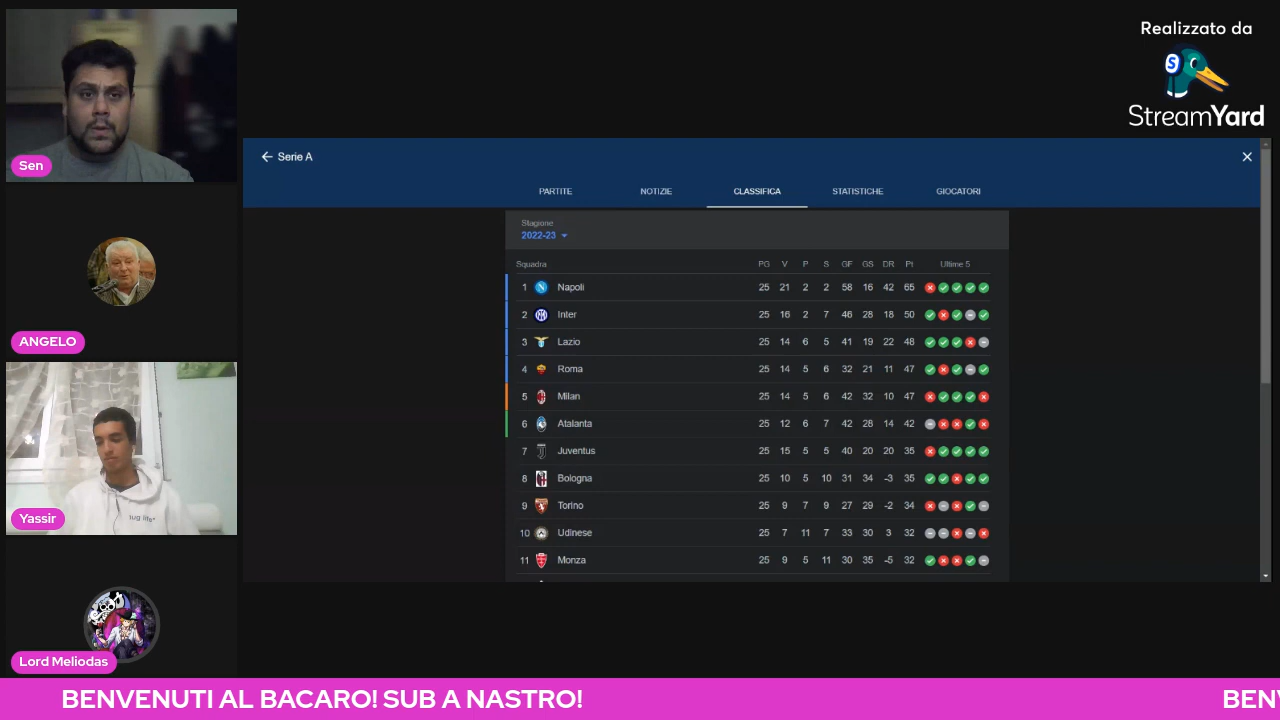 Realizzato da
StreamYard
Sen
ANGELO
Yassir
Lord Meliodas
Serie A
PARTITE NOTIZIE CLASSIFICA STATISTICHE GIOCATORI
Stagione
2022-23
Squadra PG V P S GF GS DR Pt Ultime 5
1 Napoli 25 21 2 2 58 16 42 65
2 Inter 25 16 2 7 46 28 18 50
3 Lazio 25 14 6 5 41 19 22 48
4 Roma 25 14 5 6 32 21 11 47
5 Milan 25 14 5 6 42 32 10 47
6 Atalanta 25 12 6 7 42 28 14 42
7 Juventus 25 15 5 5 40 20 20 35
8 Bologna 25 10 5 10 31 34 -3 35
9 Torino 25 9 7 9 27 29 -2 34
10 Udinese 25 7 11 7 33 30 3 32
11 Monza 25 9 5 11 30 35 -5 32
BENVENUTI AL BACARO! SUB A NASTRO! BEN